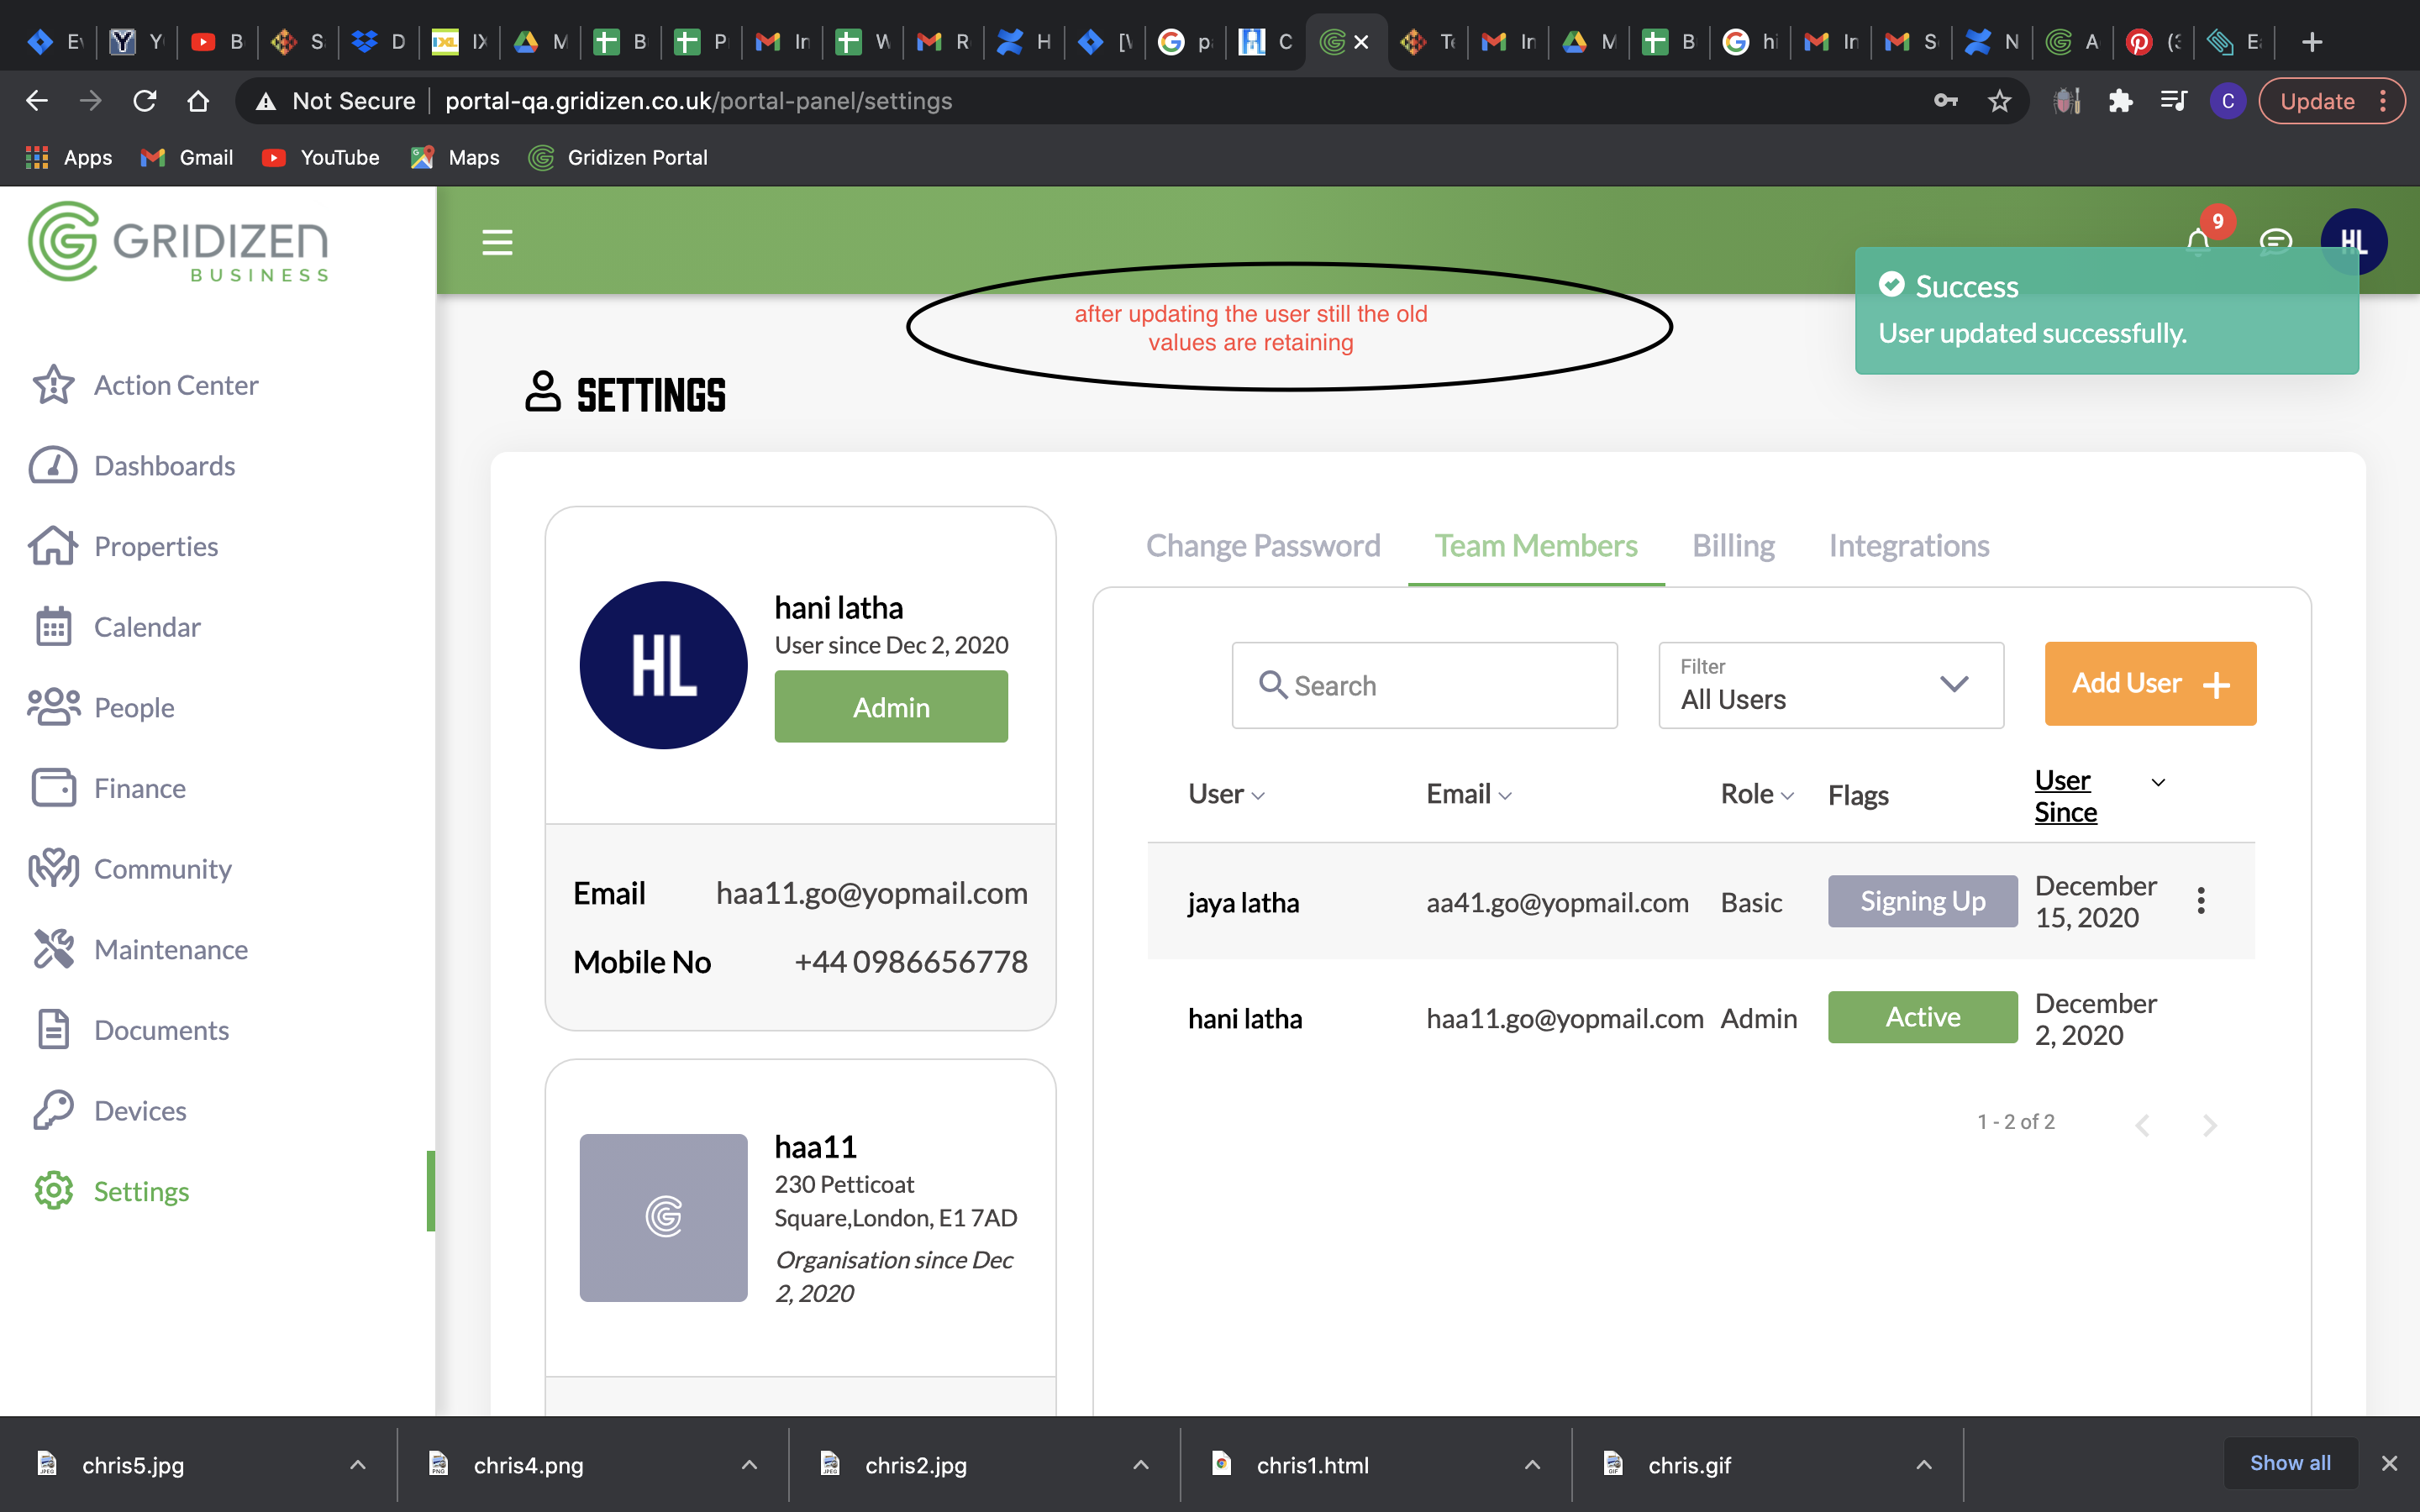 E
Y
B
S
D
IX
M
B
P
In
W
R
H
[
p
C
Te
In
M
B
hi
In
S
N
A
(3
E
Not Secure
portal-qa.gridizen.co.uk/portal-panel/settings
C
Update
Apps
Gmail
YouTube
Maps
Gridizen Portal
GRIDIZEN
BUSINESS
9
HL
Success
User updated successfully.
after updating the user still the old
values are retaining
SETTINGS
Action Center
Dashboards
Properties
Calendar
People
Finance
Community
Maintenance
Documents
Devices
Settings
HL
hani latha
User since Dec 2, 2020
Admin
Email haa11.go@yopmail.com
Mobile No +44 0986656778
haa11
230 Petticoat
Square,London, E1 7AD
Organisation since Dec
2, 2020
Change Password Team Members Billing Integrations
Search
Filter
All Users
Add User
User Email Role Flags User
Since
jaya latha aa41.go@yopmail.com Basic Signing Up December
15, 2020
hani latha haa11.go@yopmail.com Admin Active December
2, 2020
1 - 2 of 2
chris5.jpg
chris4.png
chris2.jpg
chris1.html
chris.gif
Show all